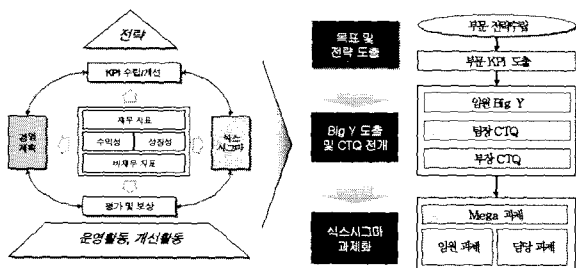 전략
KPI 수립/개선
경영
계획
재무 지표
수익성
성장성
비재무 지표
식스
시그마
평가 및 보상
운영활동, 개선활동
목표 및
전략 도출
Big Y 도출
및 CTQ 전개
식스시그마
과제화
부문 전략수립
부문 KPI 도출
임원 Big Y
팀장 CTQ
부장 CTQ
Mega 과제
임원 과제
담당 과제